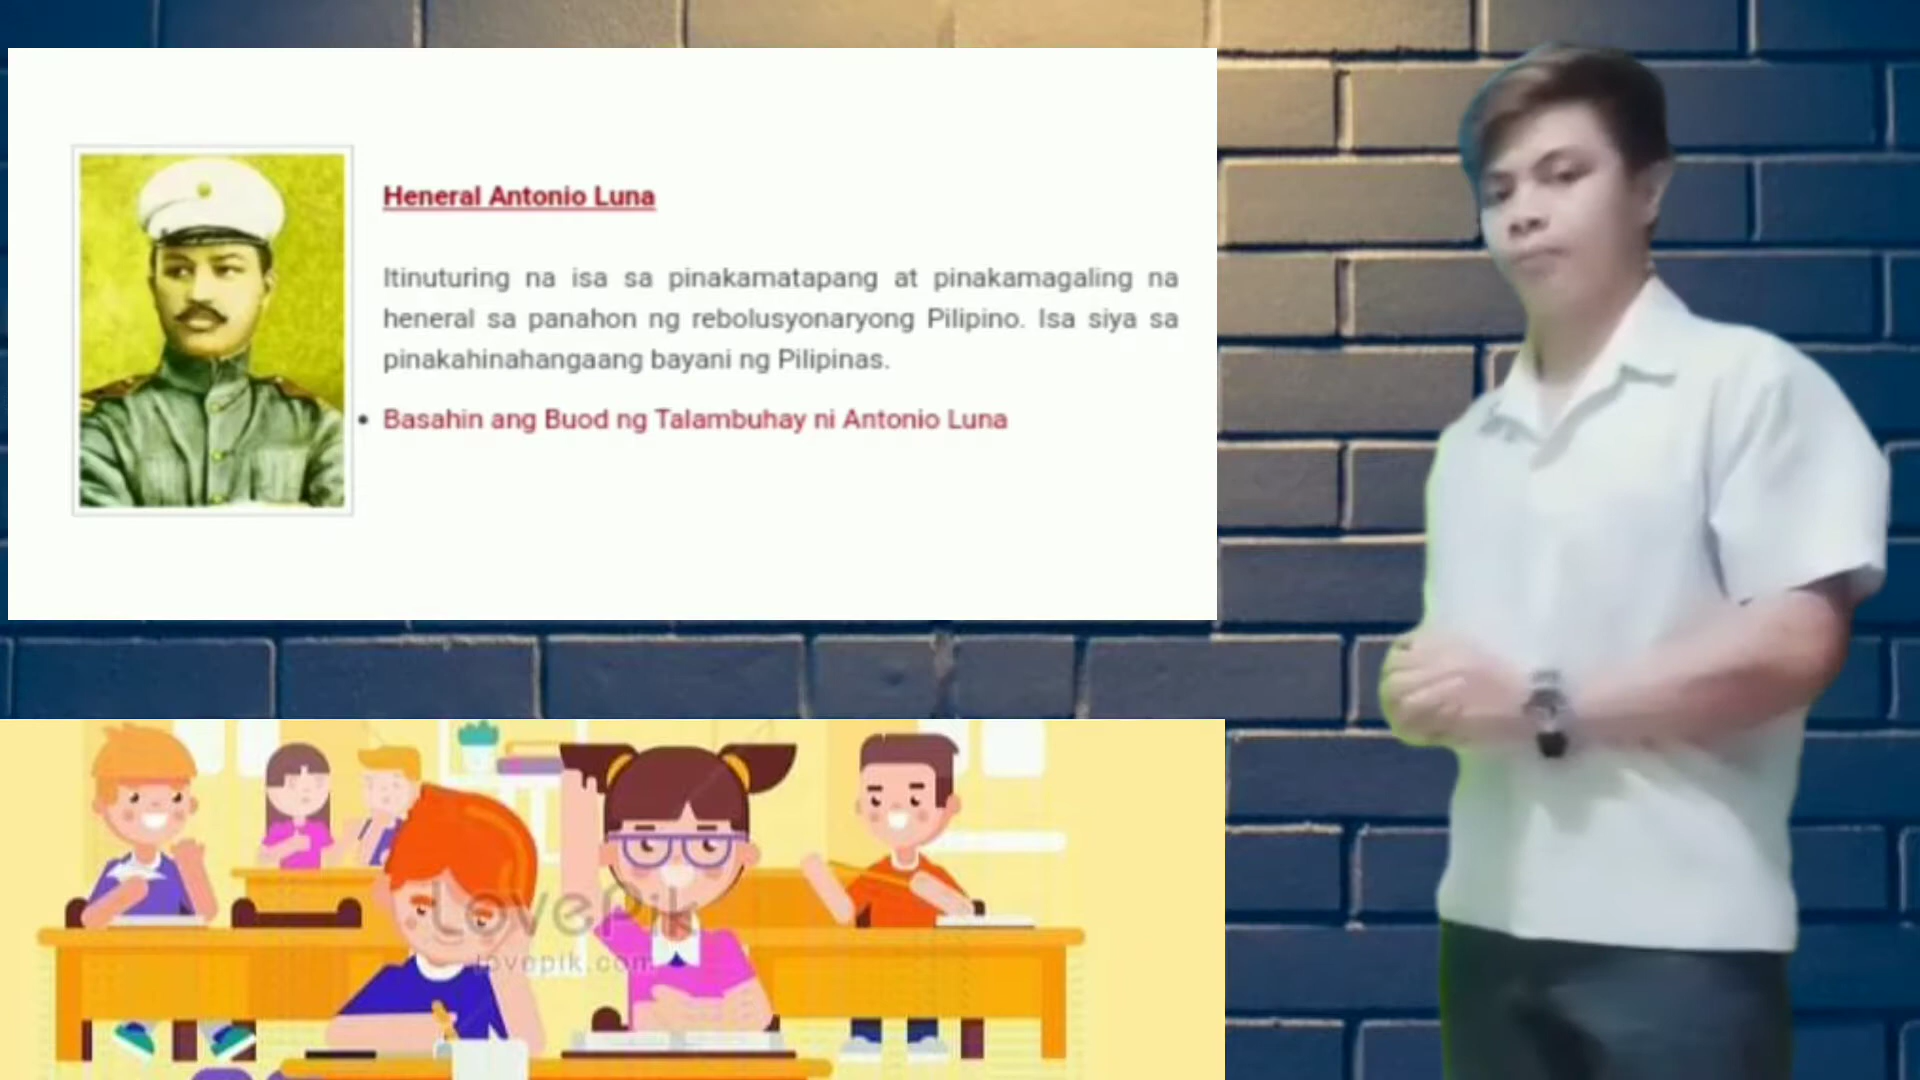 Heneral Antonio Luna
Itinuturing na isa sa pinakamatapang at pinakamagaling na
heneral sa panahon ng rebolusyonaryong Pilipino. Isa siya sa
pinakahinahangaang bayani ng Pilipinas.
• Basahin ang Buod ng Talambuhay ni Antonio Luna
LovePik
lovepik.com